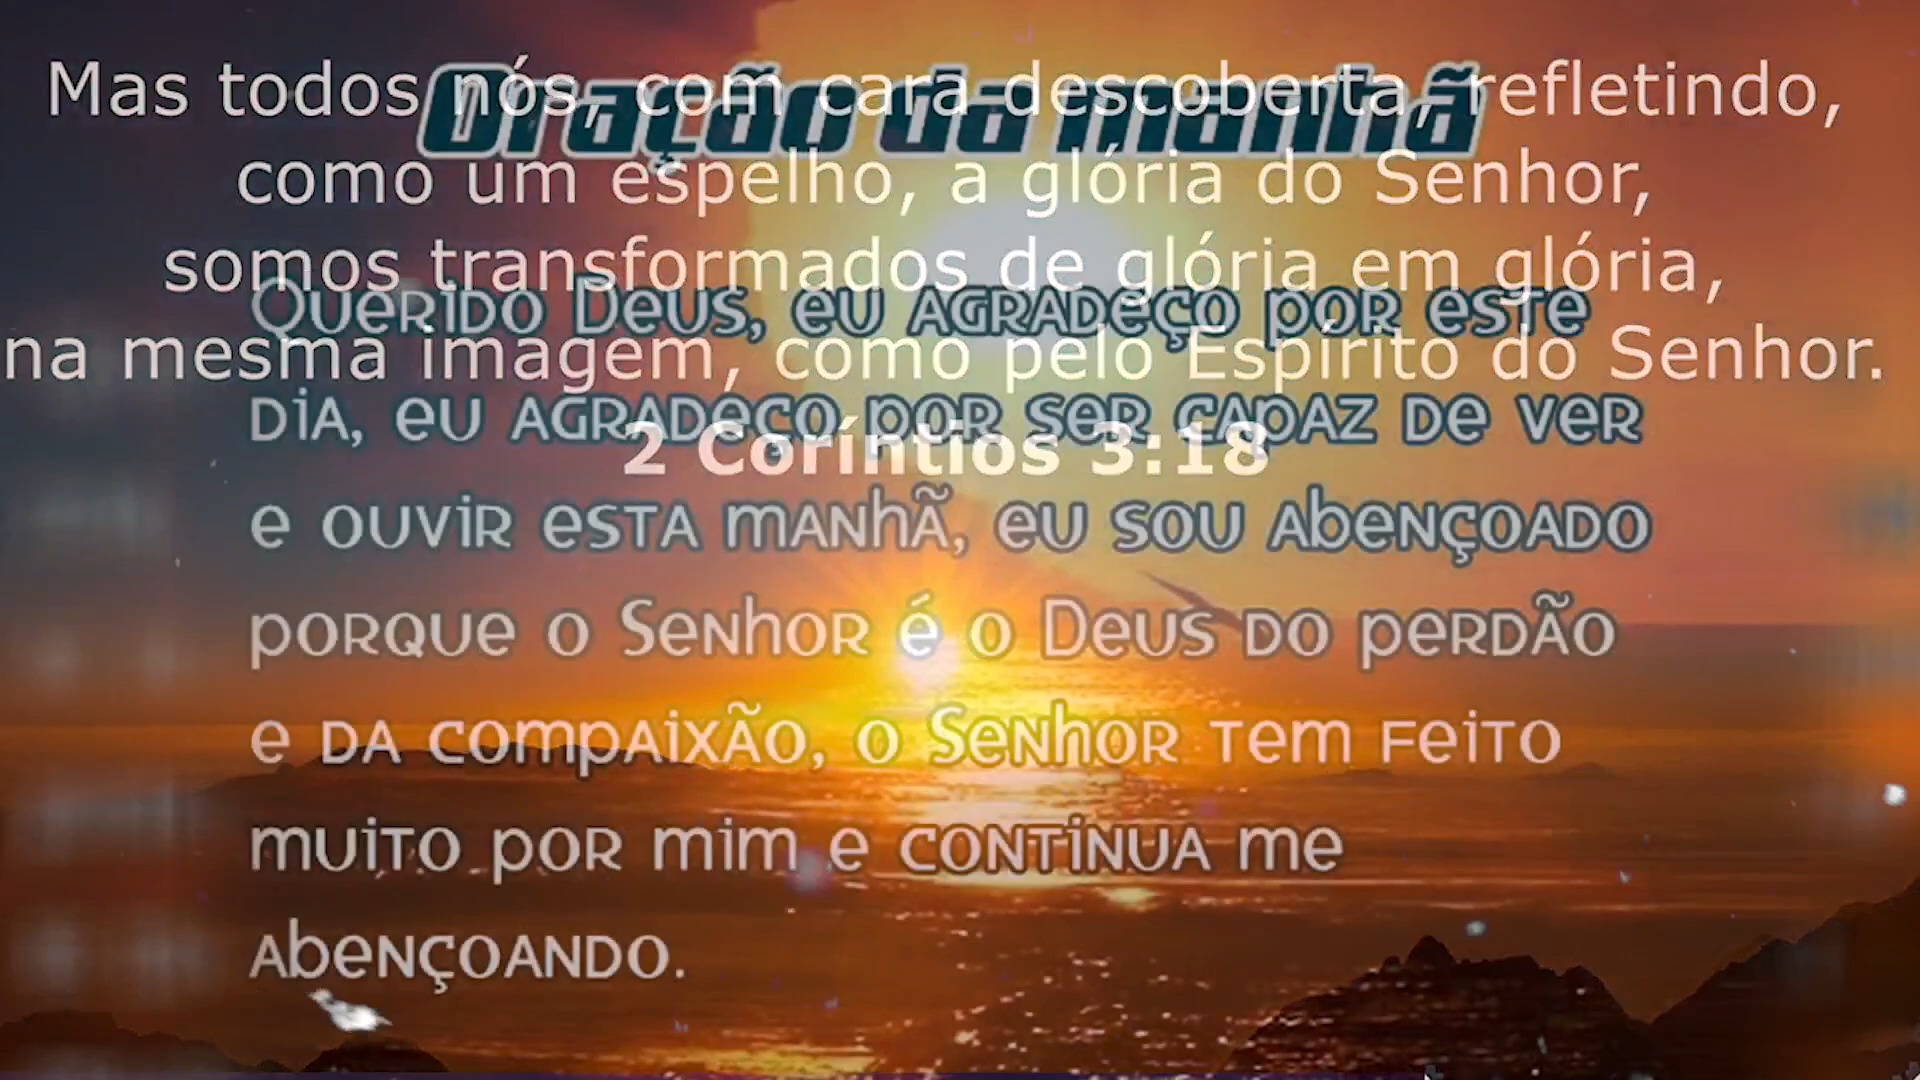 Mas todos nós, com cara descoberta, refletindo,
como um espelho, a glória do Senhor,
somos transformados de glória em glória,
na mesma imagem, como pelo Espírito do Senhor.
2 Coríntios 3:18
Oração da manhã
Querido Deus, eu agradeço por este
dia, eu agradeço por ser capaz de ver
e ouvir esta manhã, eu sou abençoado
porque o Senhor é o Deus do perdão
e da compaixão, o Senhor tem feito
muito por mim e continua me
abençoando.